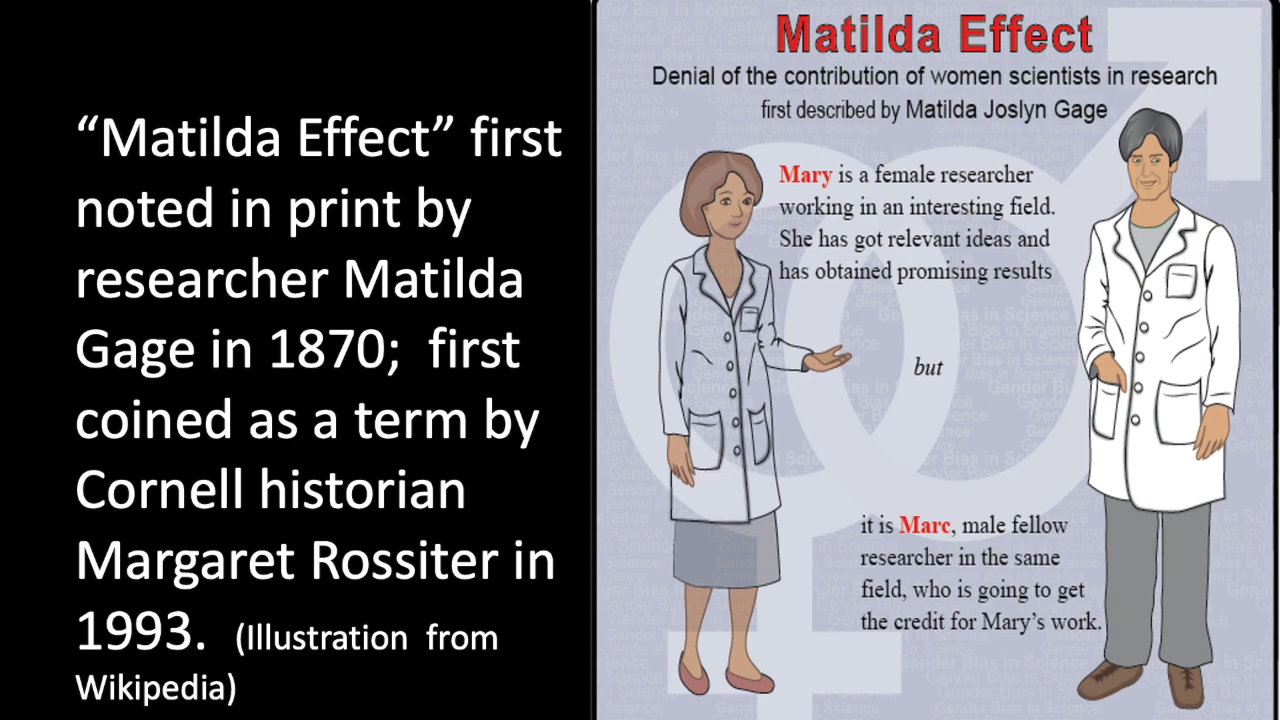 “Matilda Effect” first
noted in print by
researcher Matilda
Gage in 1870;  first
coined as a term by
Cornell historian
Margaret Rossiter in
1993.  (Illustration  from
Wikipedia)
Matilda Effect
Denial of the contribution of women scientists in research
first described by Matilda Joslyn Gage
Mary is a female researcher
working in an interesting field.
She has got relevant ideas and
has obtained promising results
but
it is Marc, male fellow
researcher in the same
field, who is going to get
the credit for Mary’s work.
Gender Bias in Science